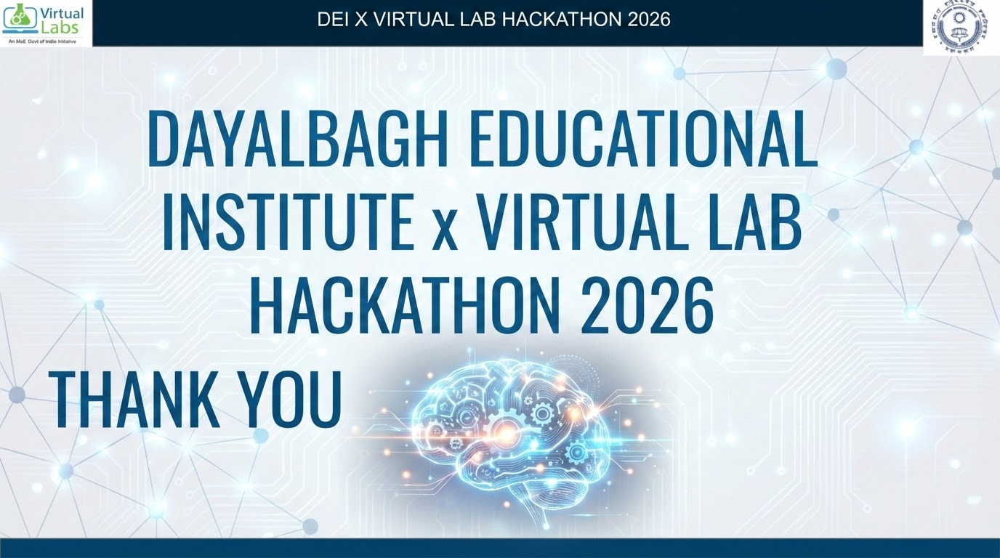 Virtual
Labs
An MoE Govt of India Initiative
DEI X VIRTUAL LAB HACKATHON 2026
DAYALBAGH EDUCATIONAL
INSTITUTE x VIRTUAL LAB
HACKATHON 2026
THANK YOU